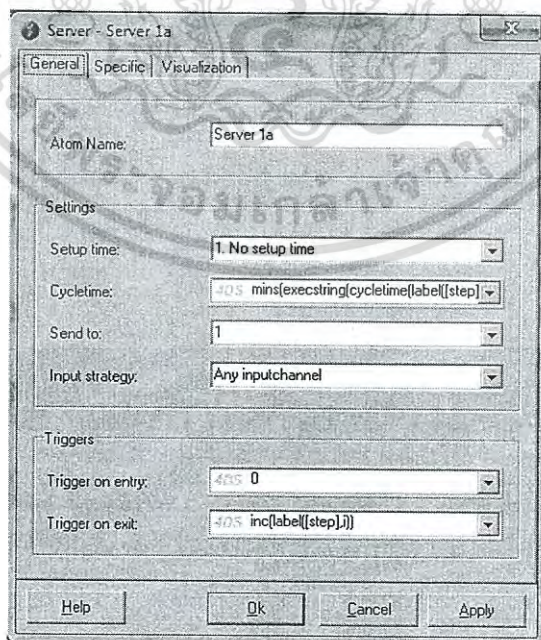 Server - Server 1a
General Specific Visualization
Atom Name: Server 1a
Settings
Setup time: 1. No setup time
Cycletime: 4DS mins(execstring(cycletime(label([step]
Send to: 1
Input strategy: Any inputchannel
Triggers
Trigger on entry: 4DS 0
Trigger on exit: 4DS inc(label([step],i))
Help Ok Cancel Apply